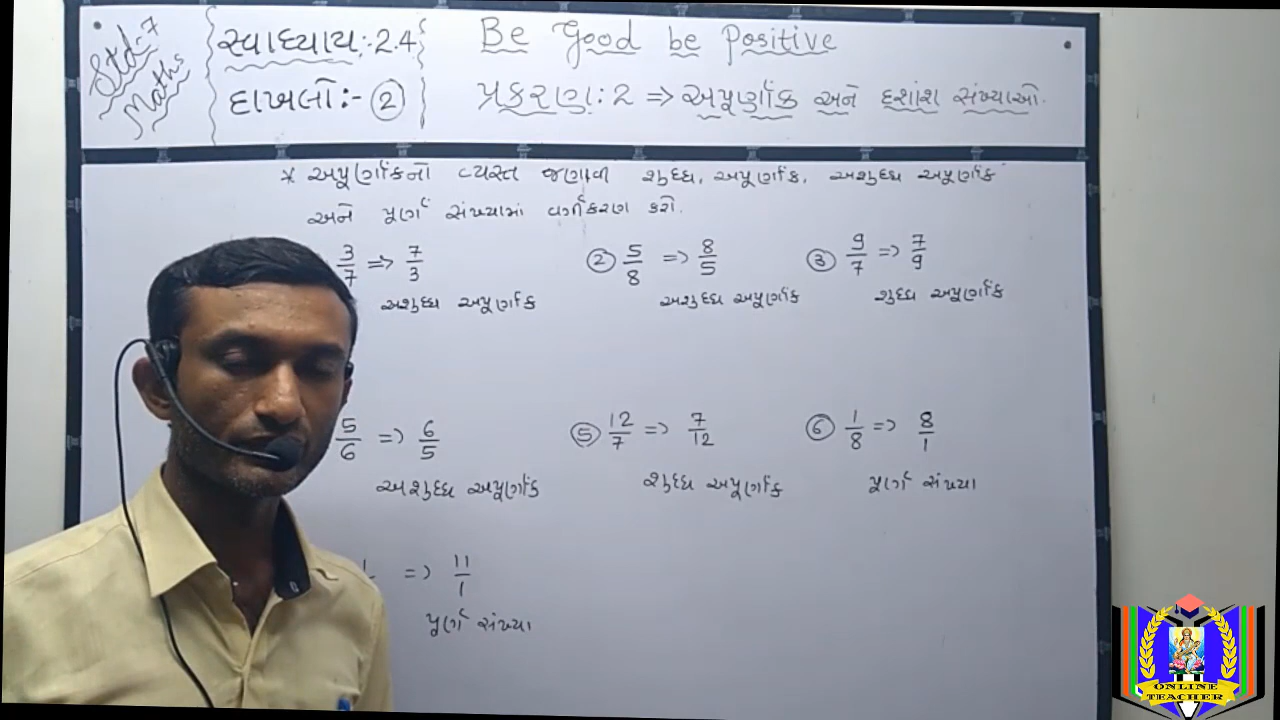 Std-7
Maths
સ્વાધ્યાય:-2.4
દાખલો:- ②
Be Good be Positive
પ્રકરણ:2 ⇒ અપૂર્ણાંક અને દશાંશ સંખ્યાઓ.
* અપૂર્ણાંકનો વ્યસ્ત જણાવી શુદ્ધ, અપૂર્ણાંક, અશુદ્ધ અપૂર્ણાંક
અને પૂર્ણ સંખ્યામાં વર્ગીકરણ કરો.
3/7 ⇒ 7/3 ② 5/8 ⇒ 8/5 ③ 9/7 ⇒ 7/9
અશુદ્ધ અપૂર્ણાંક અશુદ્ધ અપૂર્ણાંક શુદ્ધ અપૂર્ણાંક
5/6 ⇒ 6/5 ⑤ 12/7 ⇒ 7/12 ⑥ 1/8 ⇒ 8/1
અશુદ્ધ અપૂર્ણાંક શુદ્ધ અપૂર્ણાંક પૂર્ણ સંખ્યા
⇒ 11/1
પૂર્ણ સંખ્યા
ONLINE
TEACHER